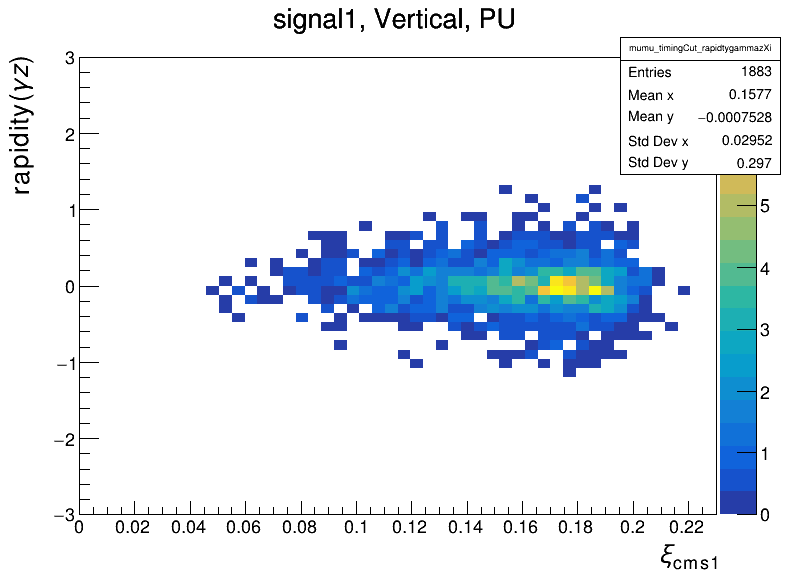 signal1, Vertical, PU
mumu_timingCut_rapidtygammazXi
Entries 1883
Mean x 0.1577
Mean y −0.0007528
Std Dev x 0.02952
Std Dev y 0.297
rapidity(γz)
3
2
1
0
−1
−2
−3
0 0.02 0.04 0.06 0.08 0.1 0.12 0.14 0.16 0.18 0.2 0.22
ξcms1
5
4
3
2
1
0